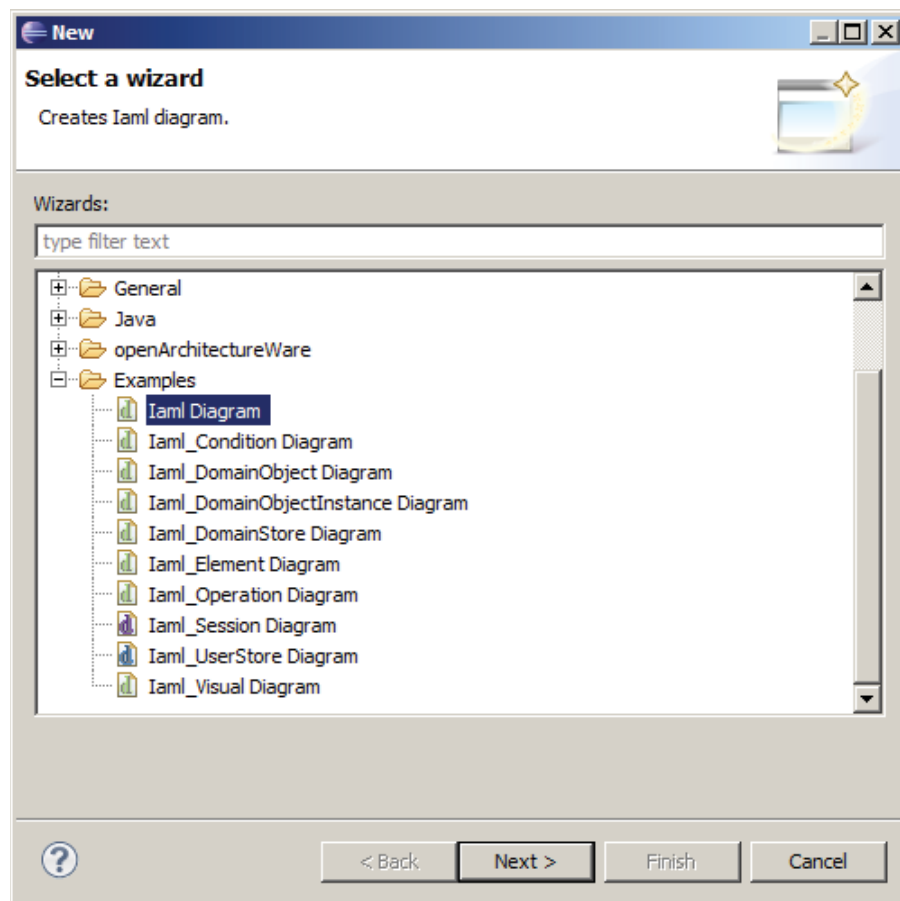 New
Select a wizard
Creates Iaml diagram.
Wizards:
type filter text
General
Java
openArchitectureWare
Examples
Iaml Diagram
Iaml_Condition Diagram
Iaml_DomainObject Diagram
Iaml_DomainObjectInstance Diagram
Iaml_DomainStore Diagram
Iaml_Element Diagram
Iaml_Operation Diagram
Iaml_Session Diagram
Iaml_UserStore Diagram
Iaml_Visual Diagram
? < Back Next > Finish Cancel